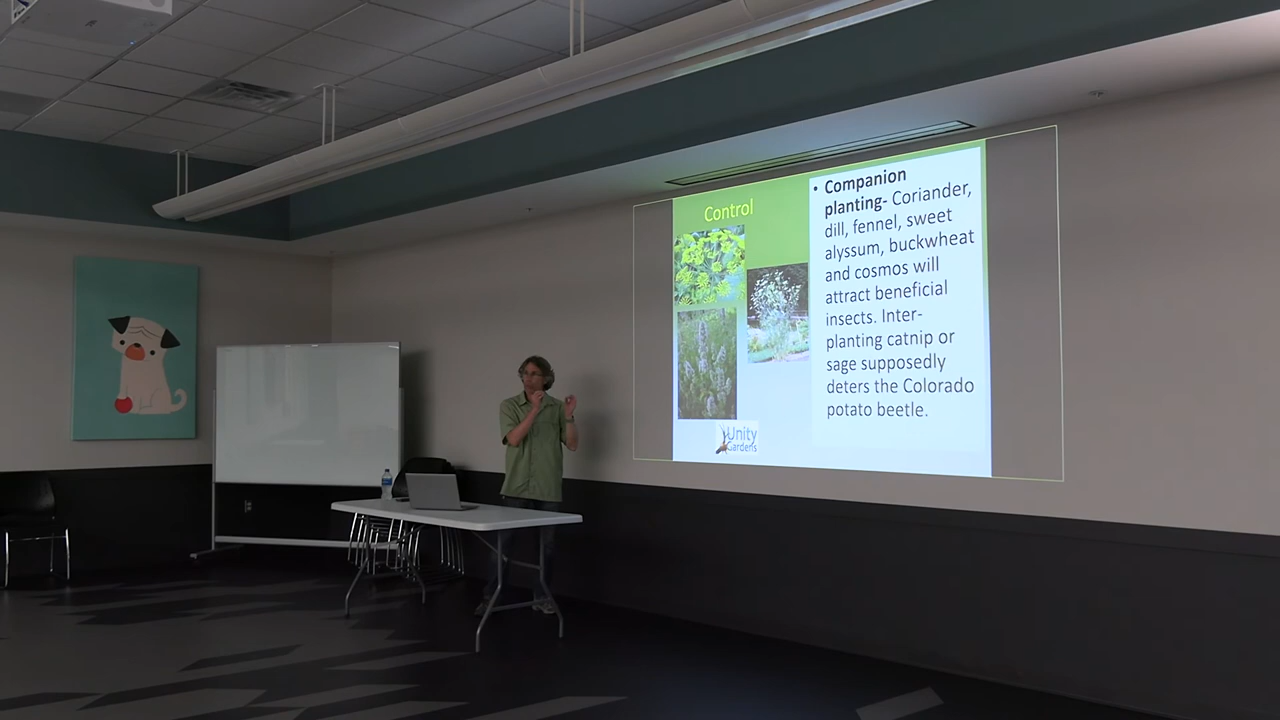 Control
• Companion
planting- Coriander,
dill, fennel, sweet
alyssum, buckwheat
and cosmos will
attract beneficial
insects. Inter-
planting catnip or
sage supposedly
deters the Colorado
potato beetle.
Unity
Gardens